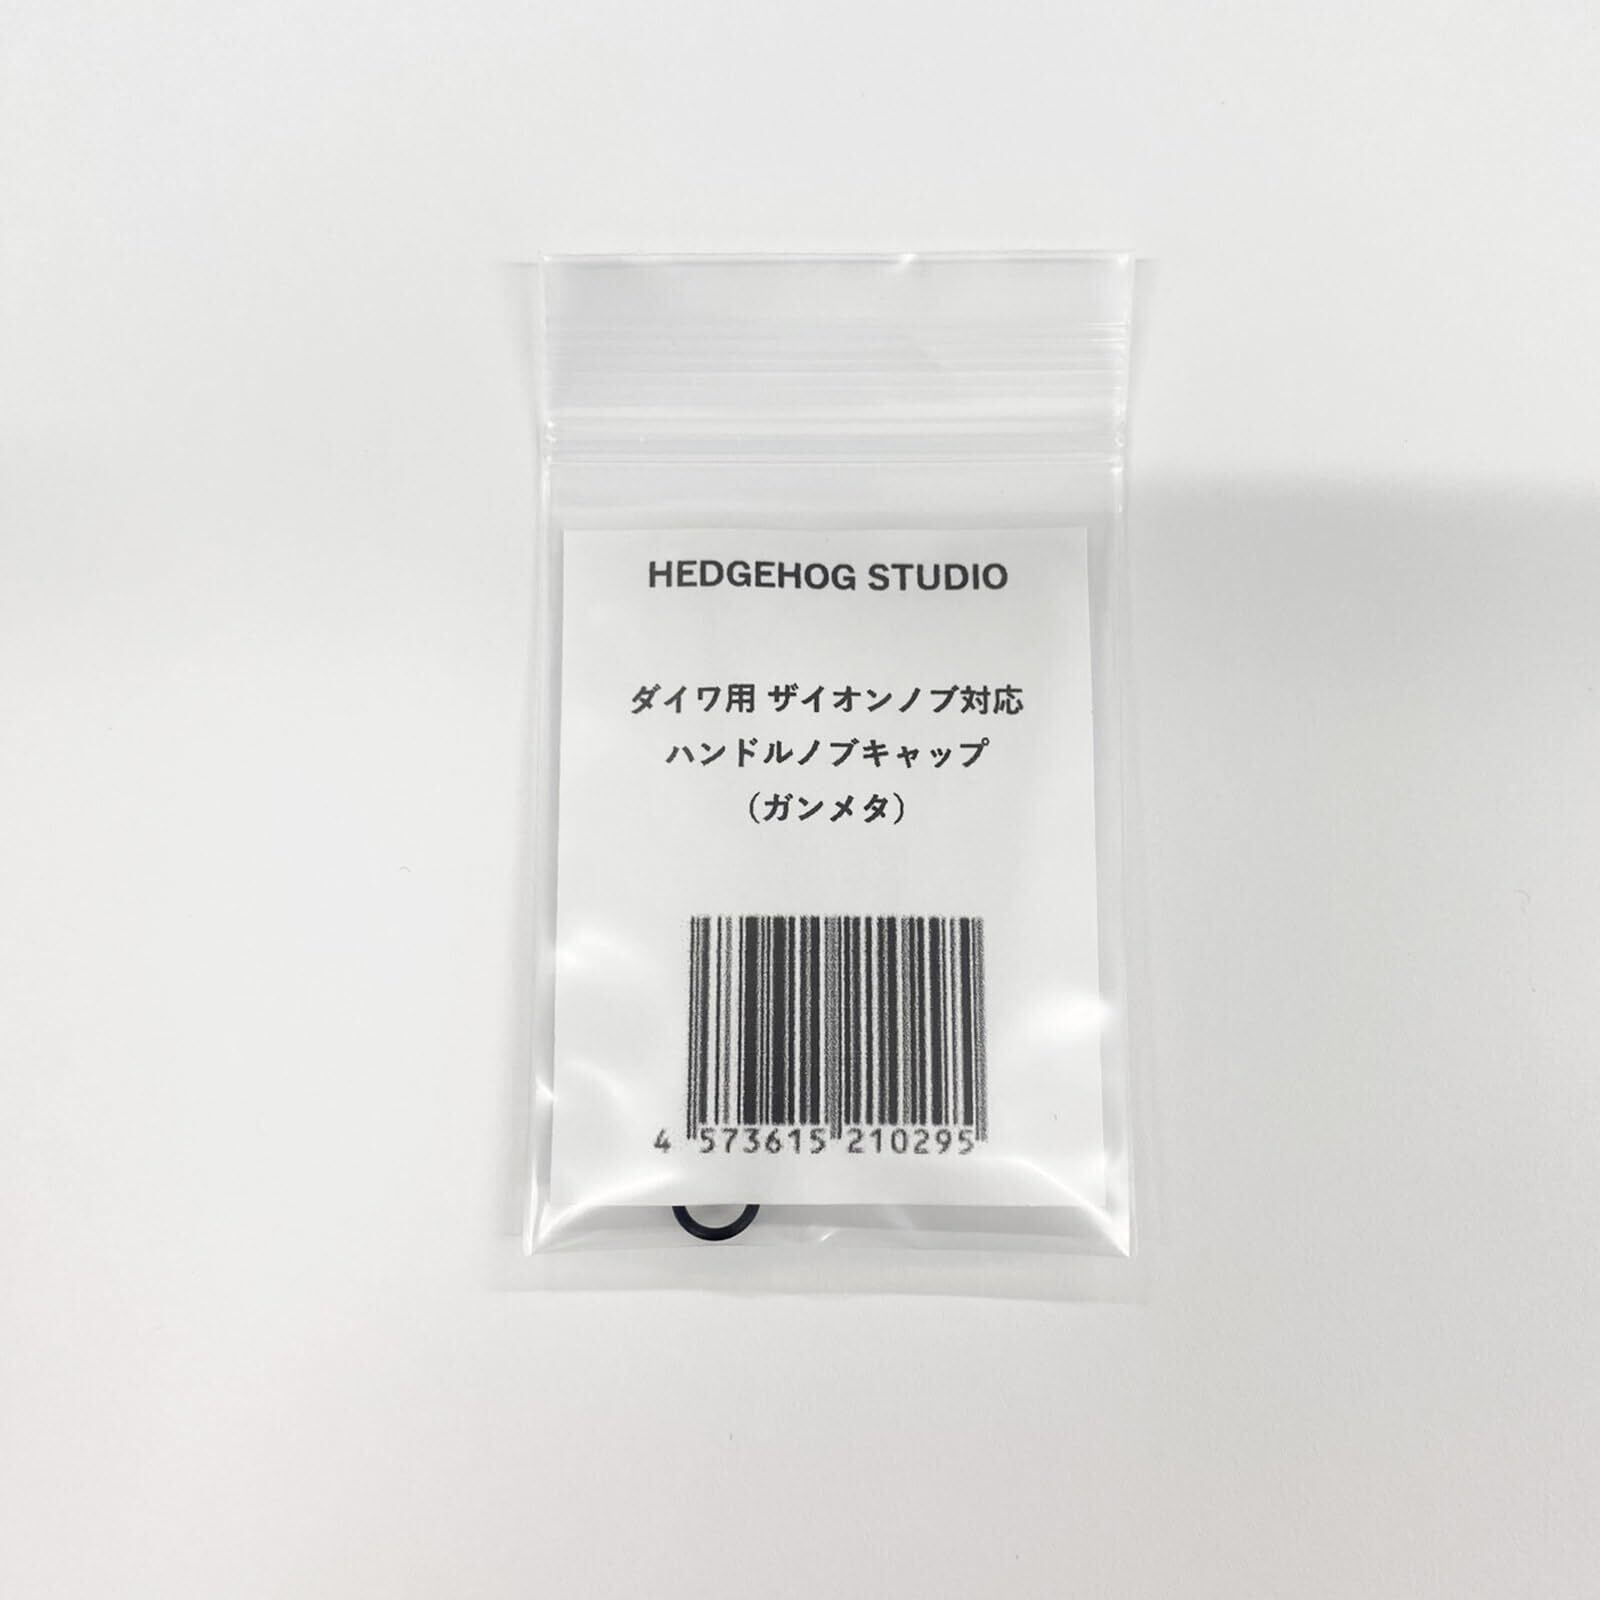 HEDGEHOG STUDIO
ダイワ用 ザイオンノブ対応
ハンドルノブキャップ
（ガンメタ）
4 573615 210295